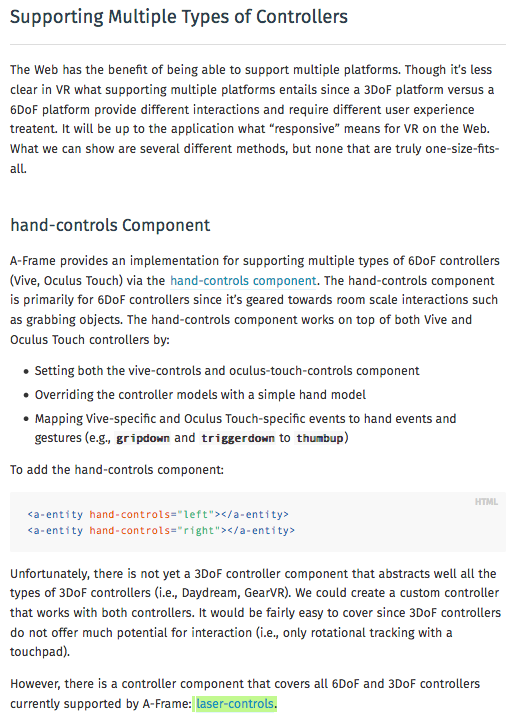 Supporting Multiple Types of Controllers
The Web has the benefit of being able to support multiple platforms. Though it's less
clear in VR what supporting multiple platforms entails since a 3DoF platform versus a
6DoF platform provide different interactions and require different user experience
treatent. It will be up to the application what “responsive” means for VR on the Web.
What we can show are several different methods, but none that are truly one-size-fits-
all.
hand-controls Component
A-Frame provides an implementation for supporting multiple types of 6DoF controllers
(Vive, Oculus Touch) via the hand-controls component. The hand-controls component
is primarily for 6DoF controllers since it's geared towards room scale interactions such
as grabbing objects. The hand-controls component works on top of both Vive and
Oculus Touch controllers by:
• Setting both the vive-controls and oculus-touch-controls component
• Overriding the controller models with a simple hand model
• Mapping Vive-specific and Oculus Touch-specific events to hand events and
gestures (e.g., gripdown and triggerdown to thumbup)
To add the hand-controls component:
HTML
<a-entity hand-controls="left"></a-entity>
<a-entity hand-controls="right"></a-entity>
Unfortunately, there is not yet a 3DoF controller component that abstracts well all the
types of 3DoF controllers (i.e., Daydream, GearVR). We could create a custom controller
that works with both controllers. It would be fairly easy to cover since 3DoF controllers
do not offer much potential for interaction (i.e., only rotational tracking with a
touchpad).
However, there is a controller component that covers all 6DoF and 3DoF controllers
currently supported by A-Frame: laser-controls.